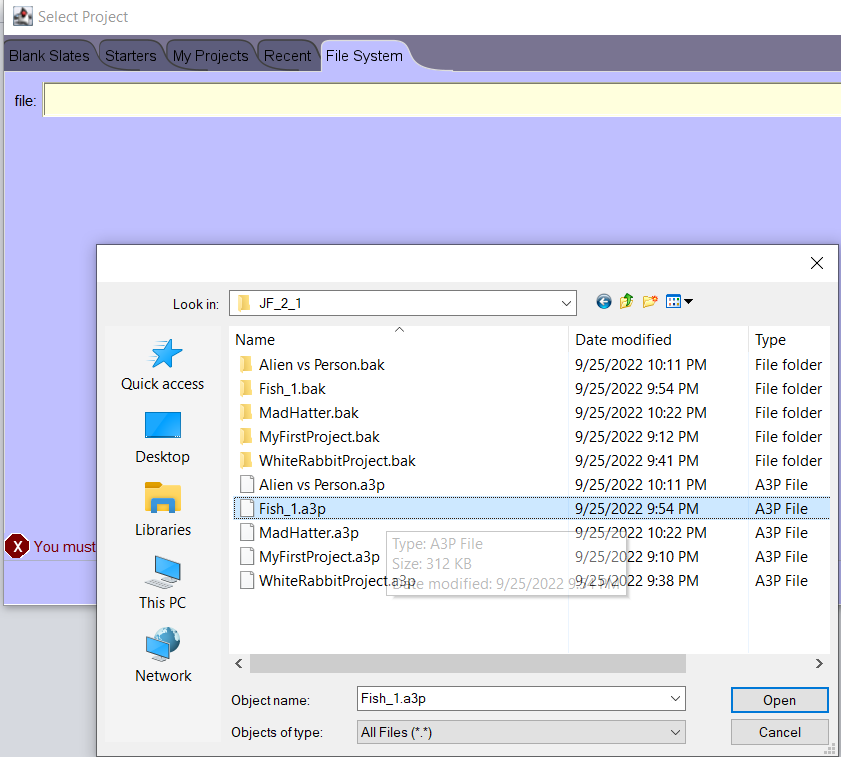 Select Project
Blank Slates Starters My Projects Recent File System
file:
Look in: JF_2_1
Name Date modified Type
Alien vs Person.bak 9/25/2022 10:11 PM File folder
Fish_1.bak 9/25/2022 9:54 PM File folder
MadHatter.bak 9/25/2022 10:22 PM File folder
MyFirstProject.bak 9/25/2022 9:12 PM File folder
WhiteRabbitProject.bak 9/25/2022 9:41 PM File folder
Alien vs Person.a3p 9/25/2022 10:11 PM A3P File
Fish_1.a3p 9/25/2022 9:54 PM A3P File
MadHatter.a3p 9/25/2022 10:22 PM A3P File
MyFirstProject.a3p 9/25/2022 9:10 PM A3P File
WhiteRabbitProject.a3p 9/25/2022 9:38 PM A3P File
Type: A3P File
Size: 312 KB
Date modified: 9/25/2022 9:54 PM
Quick access
Desktop
Libraries
This PC
Network
X You must
Object name: Fish_1.a3p Open
Objects of type: All Files (*.*) Cancel